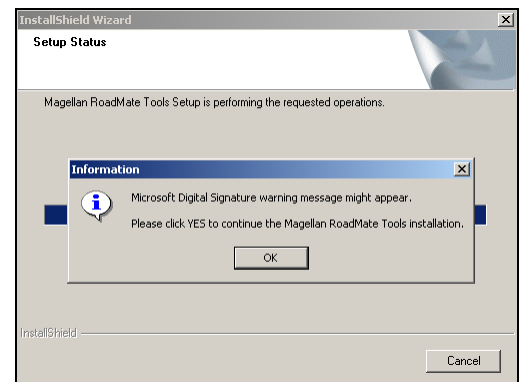 InstallShield Wizard
Setup Status
Magellan RoadMate Tools Setup is performing the requested operations.
Information
Microsoft Digital Signature warning message might appear.
Please click YES to continue the Magellan RoadMate Tools installation.
OK
InstallShield
Cancel